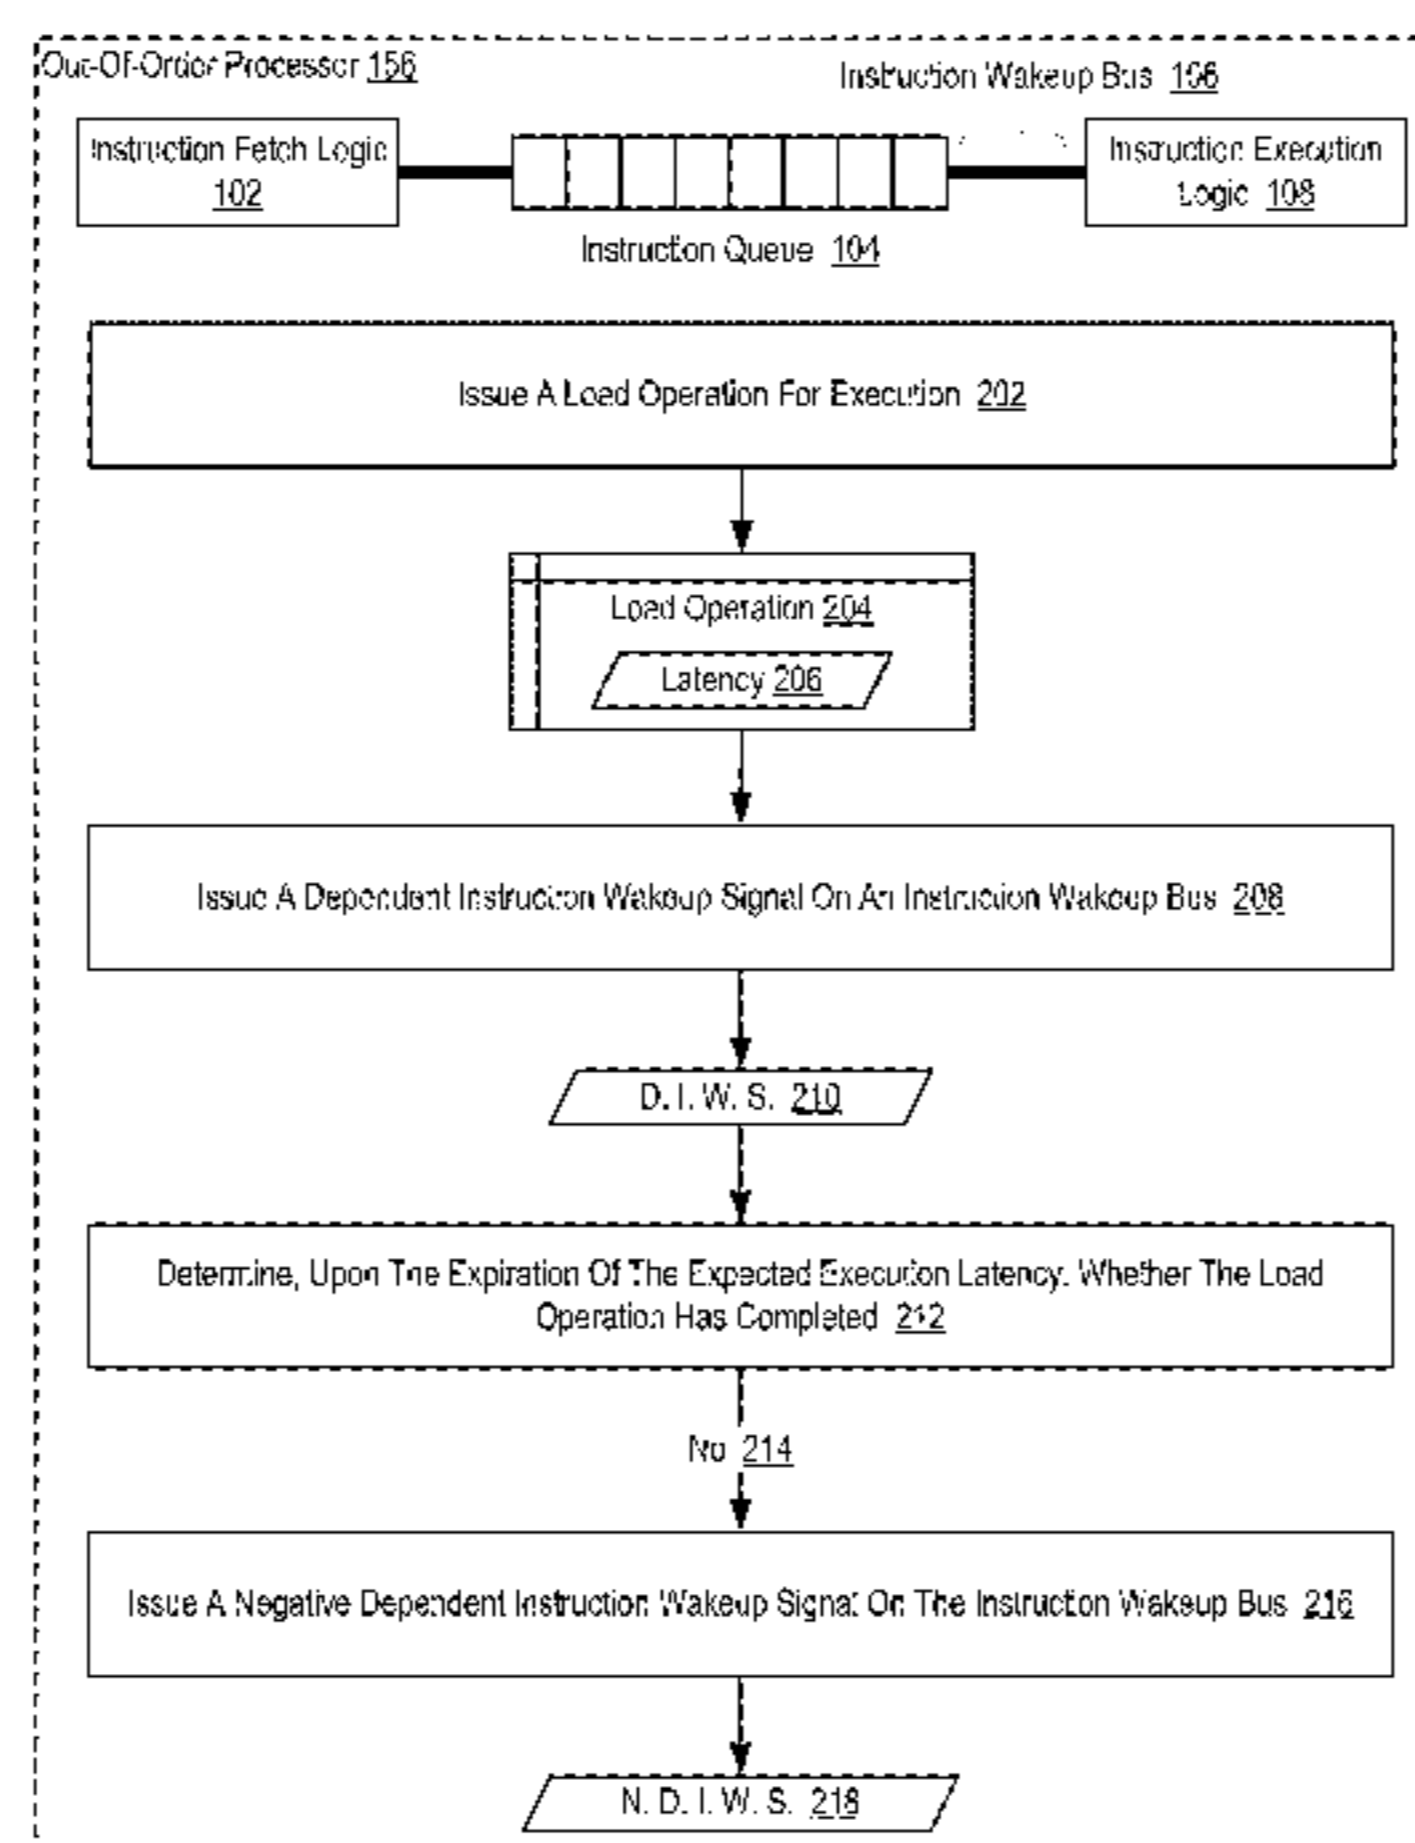 Out-Of-Order Processor 156
Instruction Wakeup Bus 106
Instruction Fetch Logic
102
Instruction Execution
Logic 108
Instruction Queue 104
Issue A Load Operation For Execution 202
Load Operation 204
Latency 206
Issue A Dependent Instruction Wakeup Signal On An Instruction Wakeup Bus 208
D. I. W. S. 210
Determine, Upon The Expiration Of The Expected Execution Latency, Whether The Load
Operation Has Completed 212
No 214
Issue A Negative Dependent Instruction Wakeup Signal On The Instruction Wakeup Bus 216
N. D. I. W. S. 218